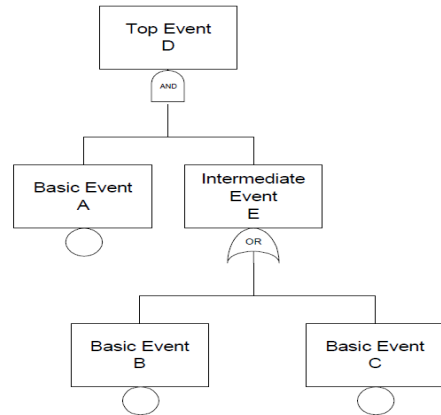 Top Event
D
AND
Basic Event
A
Intermediate
Event
E
OR
Basic Event
B
Basic Event
C